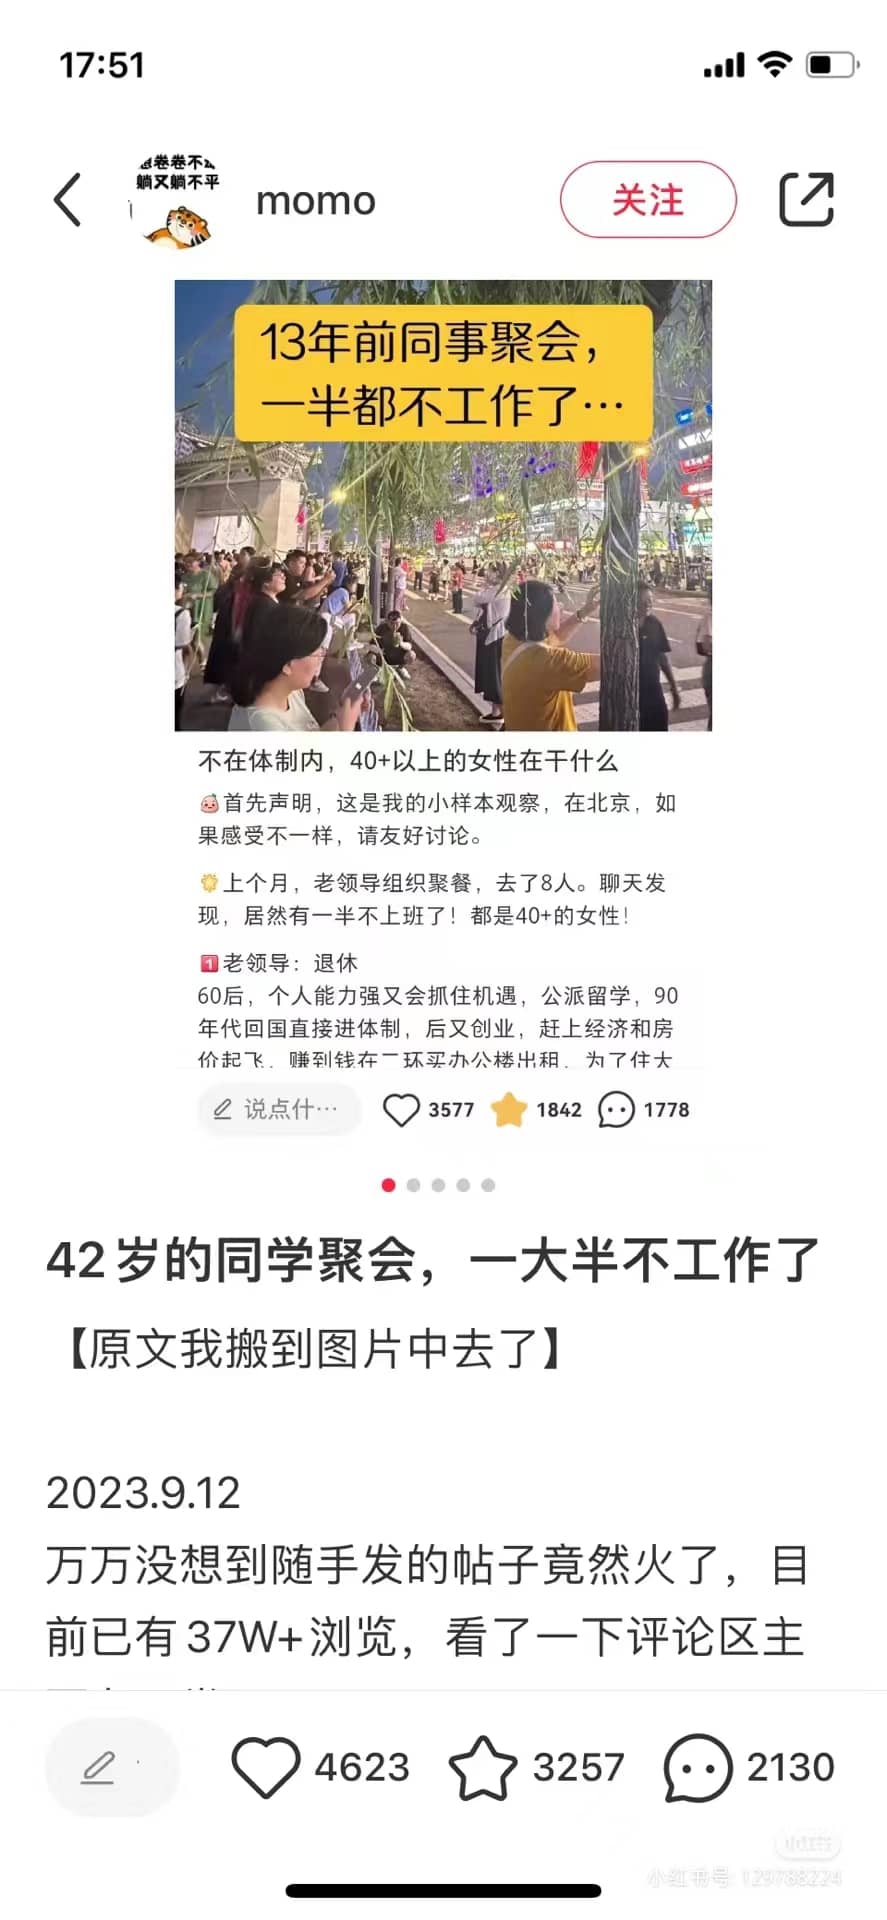 17:51
卷卷不
躺又躺不平
momo
关注
13年前同事聚会，
一半都不工作了…
不在体制内，40+以上的女性在干什么
首先声明，这是我的小样本观察，在北京，如
果感受不一样，请友好讨论。
上个月，老领导组织聚餐，去了8人。聊天发
现，居然有一半不上班了！都是40+的女性！
1老领导：退休
60后，个人能力强又会抓住机遇，公派留学，90
年代回国直接进体制，后又创业，赶上经济和房
价起飞，赚到钱在二环买办公楼出租，为了住大
说点什… 3577 1842 1778
42岁的同学聚会，一大半不工作了
【原文我搬到图片中去了】
2023.9.12
万万没想到随手发的帖子竟然火了，目
前已有37W+浏览，看了一下评论区主
4623 3257 2130
小红书
小红书号 129788224